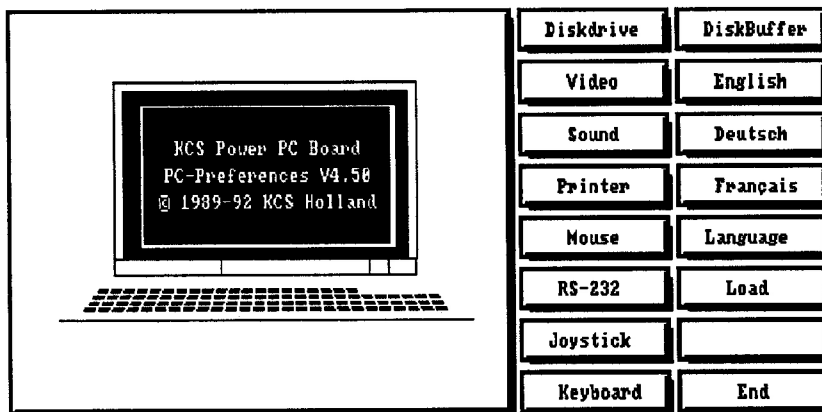 KCS Power PC Board
PC-Preferences V4.50
© 1989-92 KCS Holland
Diskdrive
DiskBuffer
Video
English
Sound
Deutsch
Printer
Français
Mouse
Language
RS-232
Load
Joystick
Keyboard
End